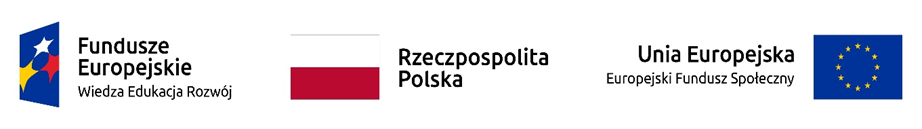 Fundusze
Europejskie
Wiedza Edukacja Rozwój
Rzeczpospolita
Polska
Unia Europejska
Europejski Fundusz Społeczny